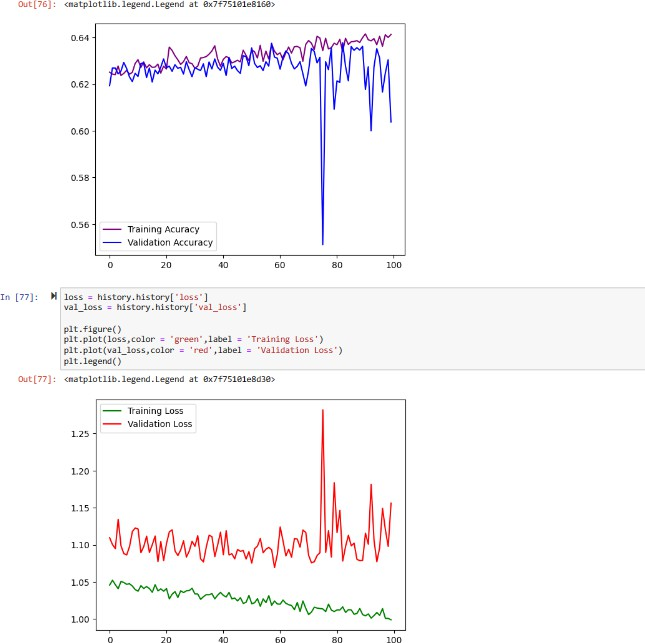 Out[76]: <matplotlib.legend.Legend at 0x7f75101e8160>
0.64
0.62
0.60
0.58
0.56
Training Acuracy
Validation Accuracy
0 20 40 60 80 100
In [77]:
loss = history.history['loss']
val_loss = history.history['val_loss']
plt.figure()
plt.plot(loss,color = 'green',label = 'Training Loss')
plt.plot(val_loss,color = 'red',label = 'Validation Loss')
plt.legend()
Out[77]: <matplotlib.legend.Legend at 0x7f75101e8d30>
Training Loss
Validation Loss
1.25
1.20
1.15
1.10
1.05
1.00
0 20 40 60 80 100